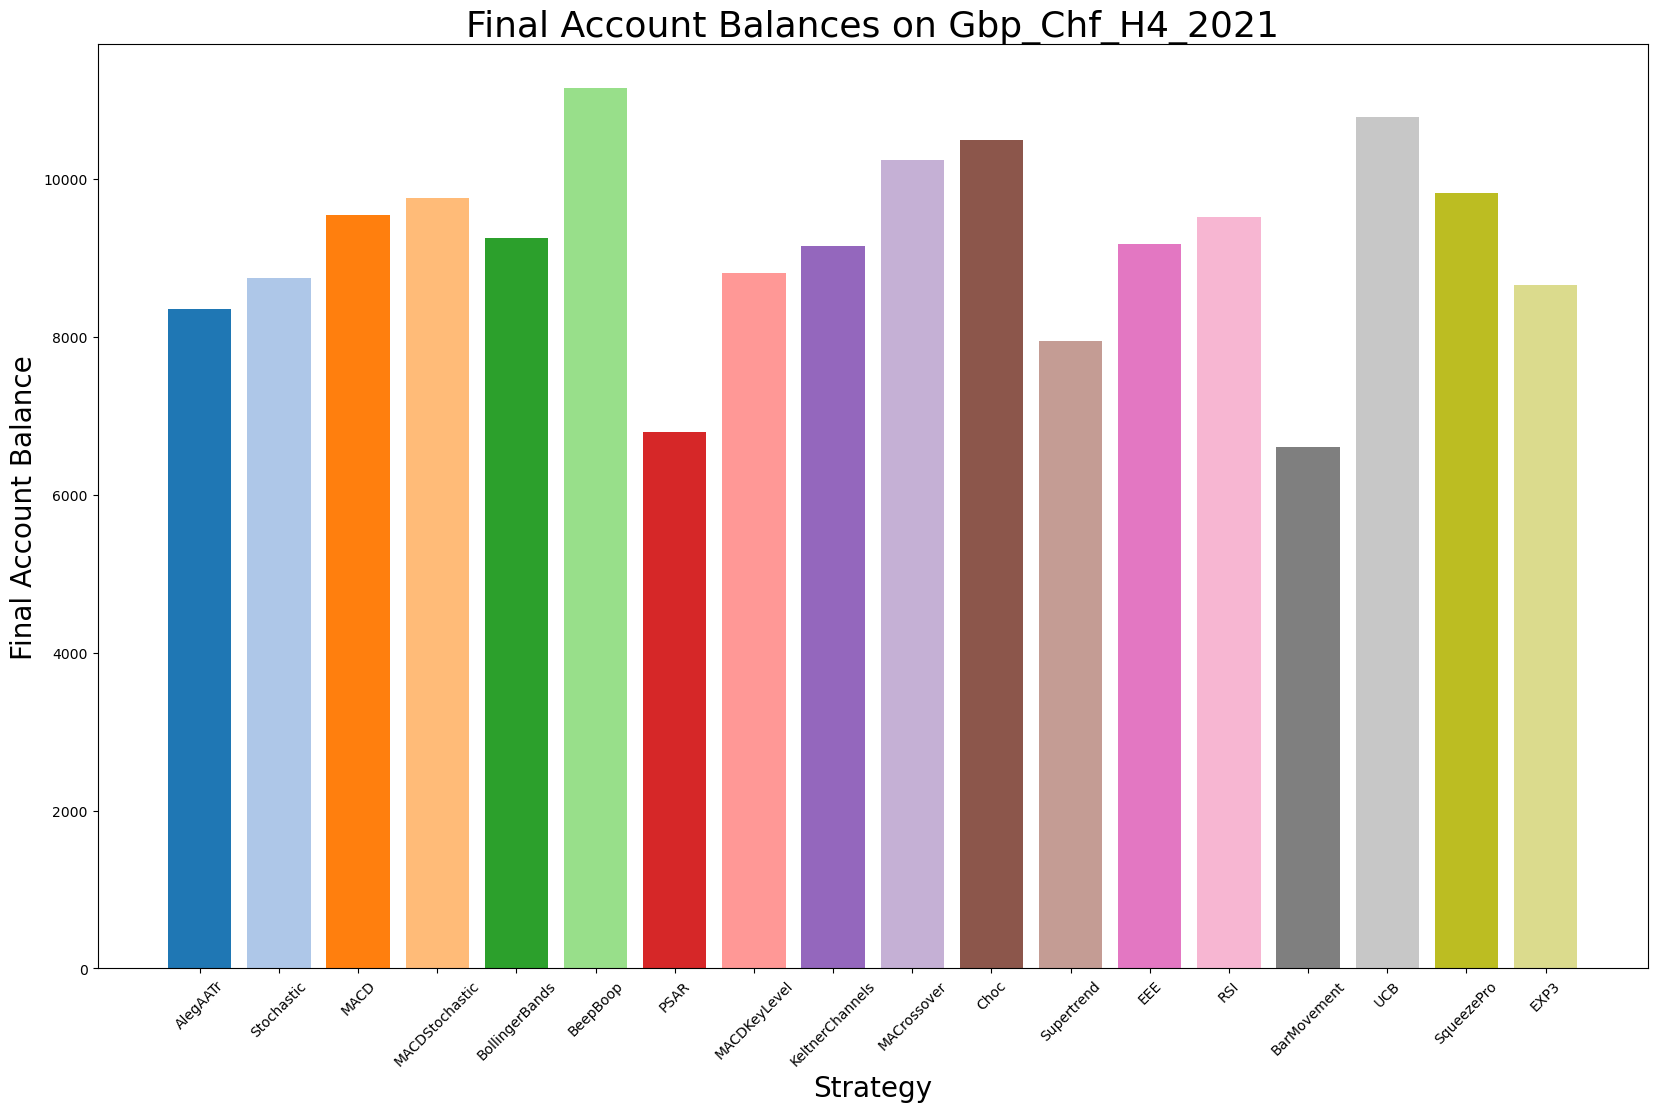 Final Account Balances on Gbp_Chf_H4_2021
Final Account Balance
10000
8000
6000
4000
2000
0
AlegAATr
Stochastic
MACD
MACDStochastic
BollingerBands
BeepBoop
PSAR
MACDKeyLevel
KeltnerChannels
MACrossover
Choc
Supertrend
EEE
RSI
BarMovement
UCB
SqueezePro
EXP3
Strategy